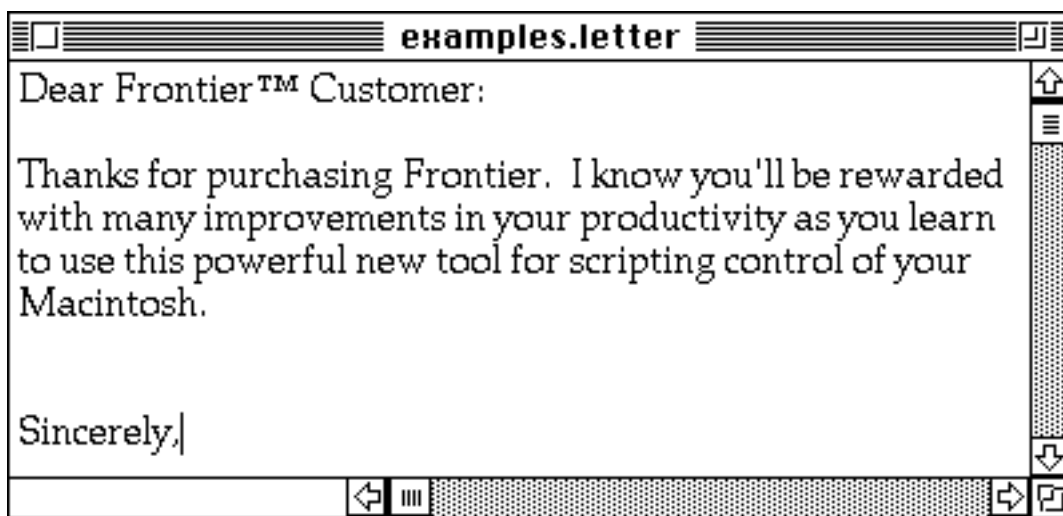 examples.letter
Dear Frontier™ Customer:
Thanks for purchasing Frontier.  I know you'll be rewarded
with many improvements in your productivity as you learn
to use this powerful new tool for scripting control of your
Macintosh.
Sincerely,